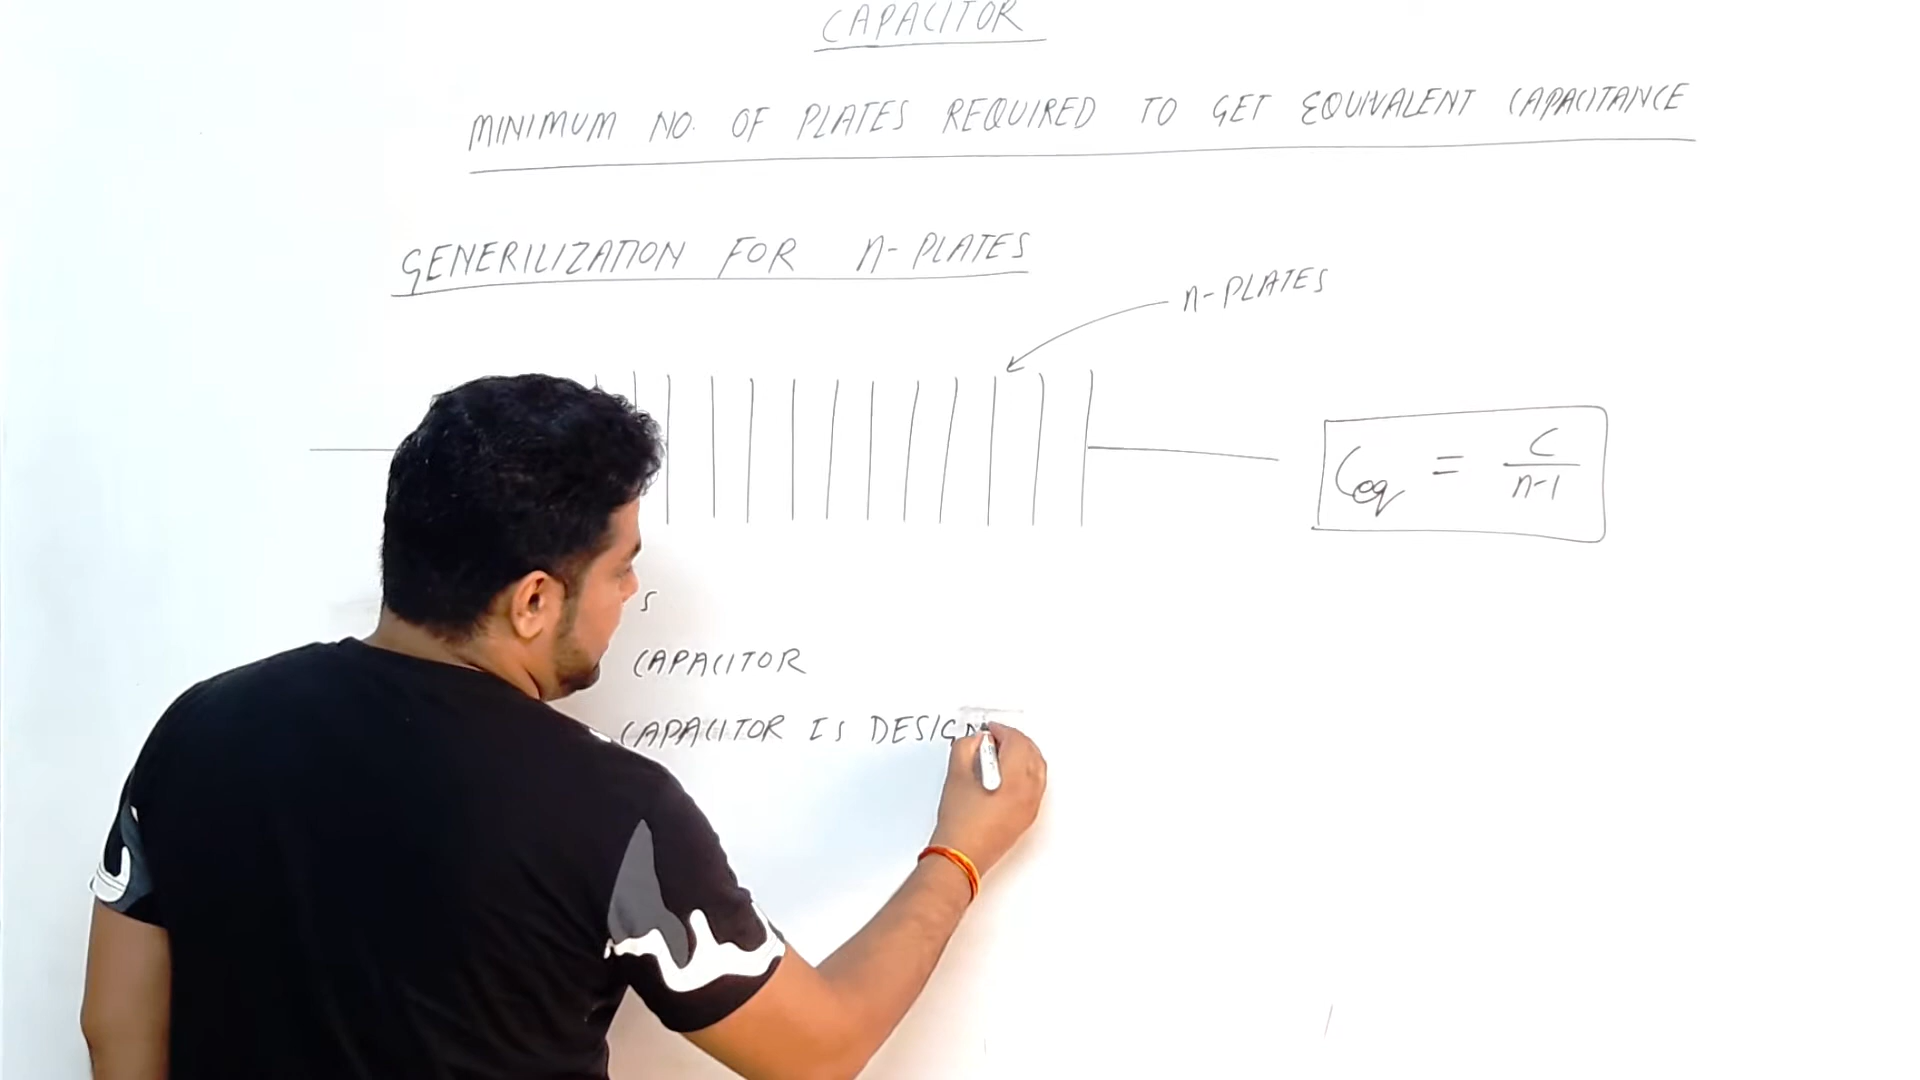 CAPACITOR
MINIMUM NO. OF PLATES REQUIRED TO GET EQUIVALENT CAPACITANCE
GENERILIZATION FOR n-PLATES
n-PLATES
Ceq = C/n-1
S
CAPACITOR
CAPACITOR IS DESIGN